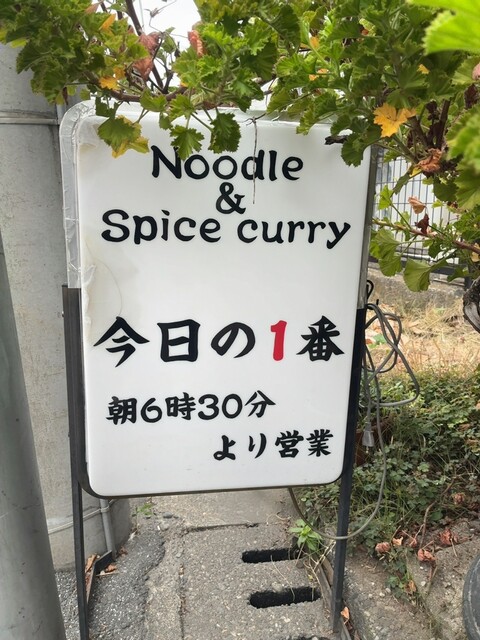 Noodle
&
Spice curry
今日の1番
朝6時30分
より営業